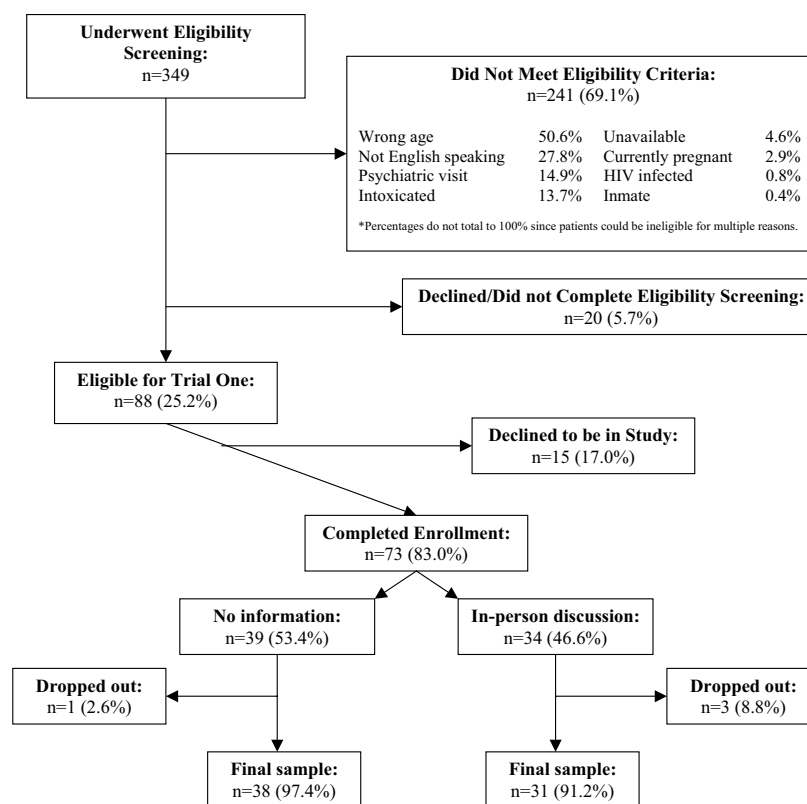 Underwent Eligibility
Screening:
n=349
Did Not Meet Eligibility Criteria:
n=241 (69.1%)
Wrong age 50.6% Unavailable 4.6%
Not English speaking 27.8% Currently pregnant 2.9%
Psychiatric visit 14.9% HIV infected 0.8%
Intoxicated 13.7% Inmate 0.4%
*Percentages do not total to 100% since patients could be ineligible for multiple reasons.
Declined/Did not Complete Eligibility Screening:
n=20 (5.7%)
Eligible for Trial One:
n=88 (25.2%)
Declined to be in Study:
n=15 (17.0%)
Completed Enrollment:
n=73 (83.0%)
No information:
n=39 (53.4%)
In-person discussion:
n=34 (46.6%)
Dropped out:
n=1 (2.6%)
Dropped out:
n=3 (8.8%)
Final sample:
n=38 (97.4%)
Final sample:
n=31 (91.2%)